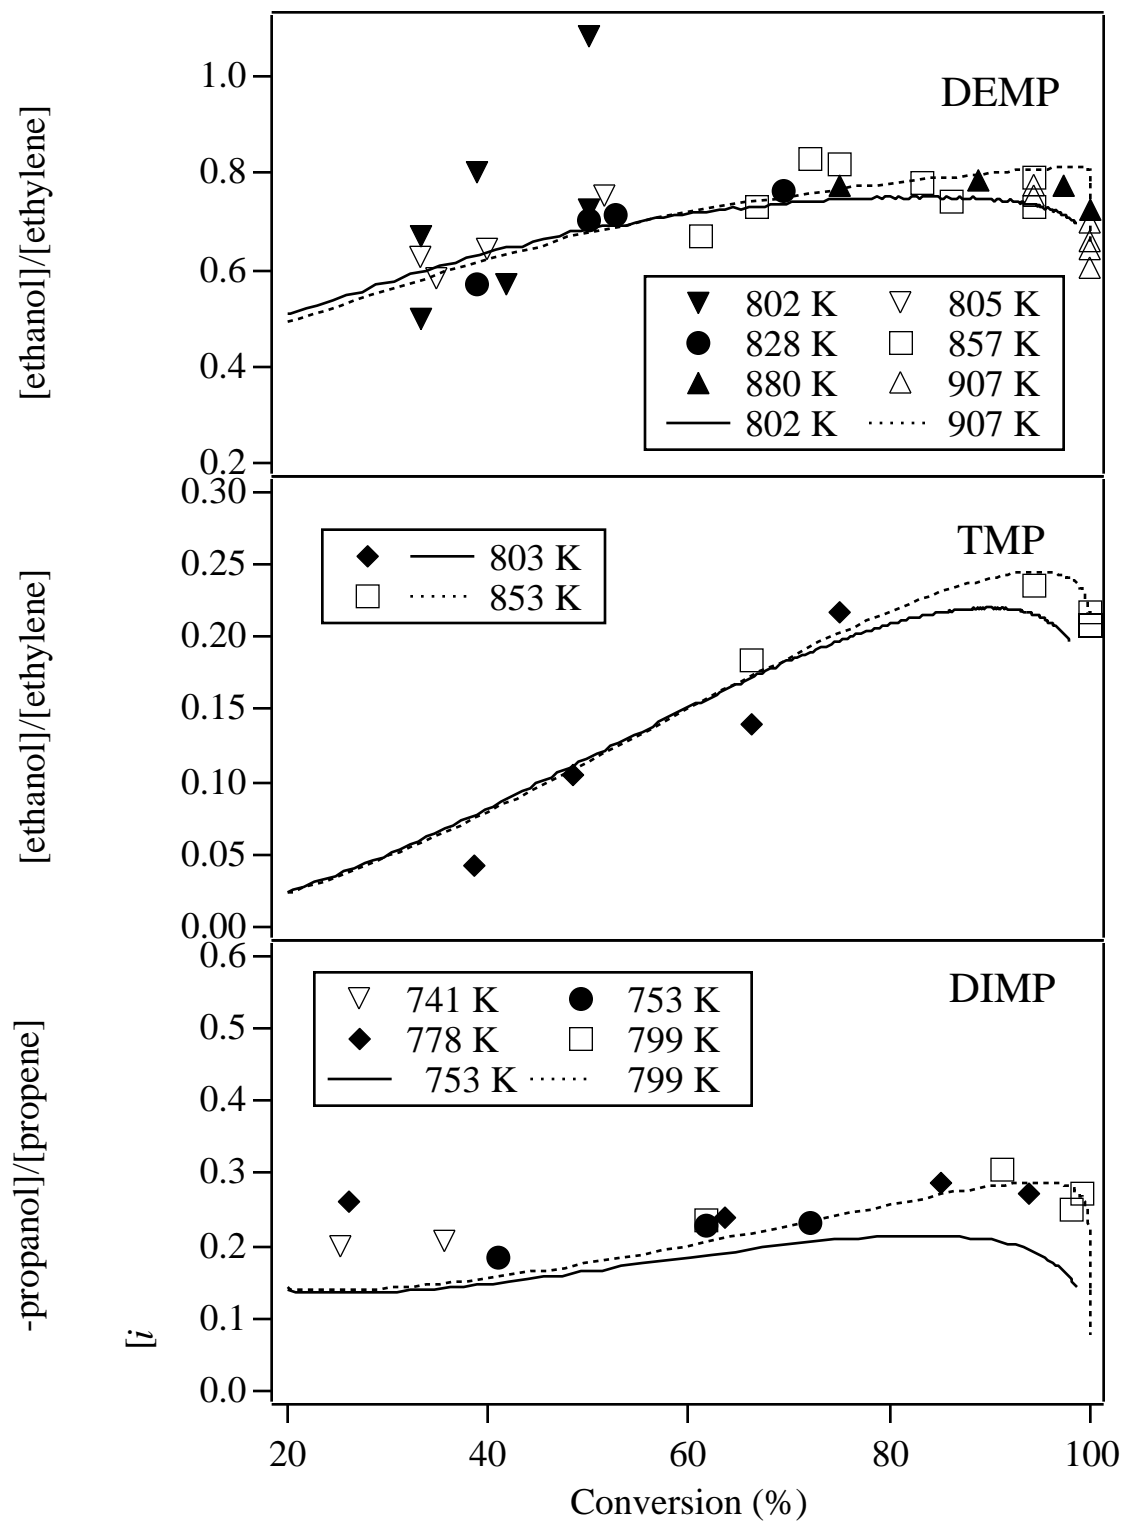 [ethanol]/[ethylene]
1.0
0.8
0.6
0.4
0.2
DEMP
802 K 805 K
828 K 857 K
880 K 907 K
802 K 907 K
[ethanol]/[ethylene]
0.30
0.25
0.20
0.15
0.10
0.05
0.00
TMP
803 K
853 K
[i
-propanol]/[propene]
0.6
0.5
0.4
0.3
0.2
0.1
0.0
DIMP
741 K 753 K
778 K 799 K
753 K 799 K
20 40 60 80 100
Conversion (%)